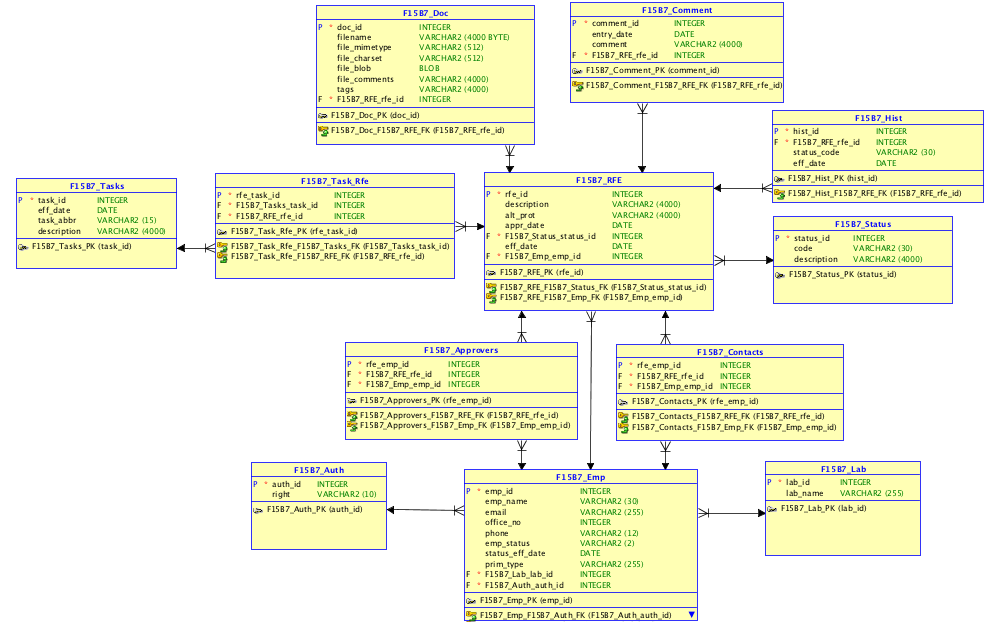 F15B7_Doc
P * doc_id INTEGER
filename VARCHAR2 (4000 BYTE)
file_mimetype VARCHAR2 (512)
file_charset VARCHAR2 (512)
file_blob BLOB
file_comments VARCHAR2 (4000)
tags VARCHAR2 (4000)
F * F15B7_RFE_rfe_id INTEGER
F15B7_Doc_PK (doc_id)
F15B7_Doc_F15B7_RFE_FK (F15B7_RFE_rfe_id)
F15B7_Comment
P * comment_id INTEGER
entry_date DATE
comment VARCHAR2 (4000)
F * F15B7_RFE_rfe_id INTEGER
F15B7_Comment_PK (comment_id)
F15B7_Comment_F15B7_RFE_FK (F15B7_RFE_rfe_id)
F15B7_Hist
P * hist_id INTEGER
F * F15B7_RFE_rfe_id INTEGER
status_code VARCHAR2 (30)
eff_date DATE
F15B7_Hist_PK (hist_id)
F15B7_Hist_F15B7_RFE_FK (F15B7_RFE_rfe_id)
F15B7_Tasks
P * task_id INTEGER
eff_date DATE
task_abbr VARCHAR2 (15)
description VARCHAR2 (4000)
F15B7_Tasks_PK (task_id)
F15B7_Task_Rfe
P * rfe_task_id INTEGER
F * F15B7_Tasks_task_id INTEGER
F * F15B7_RFE_rfe_id INTEGER
F15B7_Task_Rfe_PK (rfe_task_id)
F15B7_Task_Rfe_F15B7_Tasks_FK (F15B7_Tasks_task_id)
F15B7_Task_Rfe_F15B7_RFE_FK (F15B7_RFE_rfe_id)
F15B7_RFE
P * rfe_id INTEGER
description VARCHAR2 (4000)
alt_prot VARCHAR2 (4000)
appr_date DATE
F * F15B7_Status_status_id INTEGER
eff_date DATE
F * F15B7_Emp_emp_id INTEGER
F15B7_RFE_PK (rfe_id)
F15B7_RFE_F15B7_Status_FK (F15B7_Status_status_id)
F15B7_RFE_F15B7_Emp_FK (F15B7_Emp_emp_id)
F15B7_Status
P * status_id INTEGER
code VARCHAR2 (30)
description VARCHAR2 (4000)
F15B7_Status_PK (status_id)
F15B7_Approvers
P * rfe_emp_id INTEGER
F * F15B7_RFE_rfe_id INTEGER
F * F15B7_Emp_emp_id INTEGER
F15B7_Approvers_PK (rfe_emp_id)
F15B7_Approvers_F15B7_RFE_FK (F15B7_RFE_rfe_id)
F15B7_Approvers_F15B7_Emp_FK (F15B7_Emp_emp_id)
F15B7_Contacts
P * rfe_emp_id INTEGER
F * F15B7_RFE_rfe_id INTEGER
F * F15B7_Emp_emp_id INTEGER
F15B7_Contacts_PK (rfe_emp_id)
F15B7_Contacts_F15B7_RFE_FK (F15B7_RFE_rfe_id)
F15B7_Contacts_F15B7_Emp_FK (F15B7_Emp_emp_id)
F15B7_Auth
P * auth_id INTEGER
right VARCHAR2 (10)
F15B7_Auth_PK (auth_id)
F15B7_Emp
P * emp_id INTEGER
emp_name VARCHAR2 (30)
email VARCHAR2 (255)
office_no INTEGER
phone VARCHAR2 (12)
emp_status VARCHAR2 (2)
status_eff_date DATE
prim_type VARCHAR2 (255)
F * F15B7_Lab_lab_id INTEGER
F * F15B7_Auth_auth_id INTEGER
F15B7_Emp_PK (emp_id)
F15B7_Emp_F15B7_Auth_FK (F15B7_Auth_auth_id)
F15B7_Lab
P * lab_id INTEGER
lab_name VARCHAR2 (255)
F15B7_Lab_PK (lab_id)